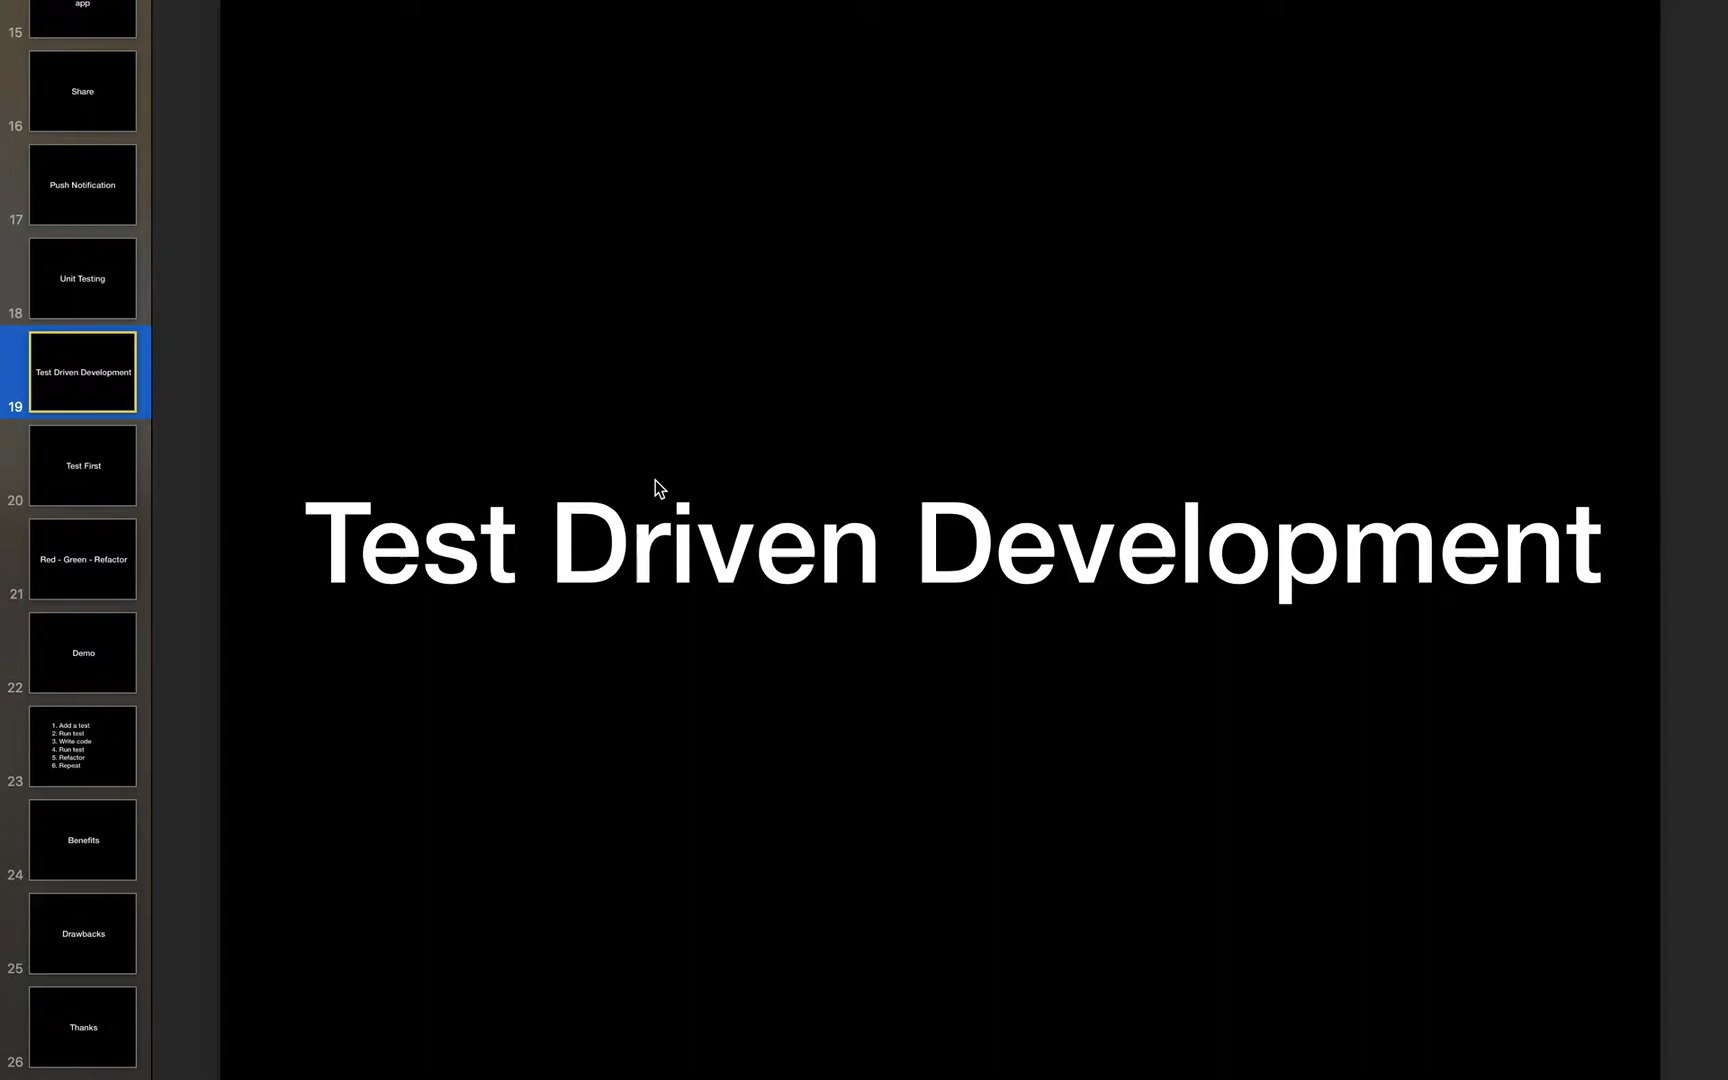 app
15
Share
16
Push Notification
17
Unit Testing
18
Test Driven Development
19
Test First
20
Red - Green - Refactor
21
Demo
22
1. Add a test
2. Run test
3. Write code
4. Run test
5. Refactor
6. Repeat
23
Benefits
24
Drawbacks
25
Thanks
26
Test Driven Development